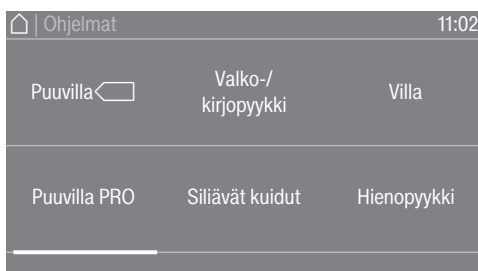 | Ohjelmat 11:02
Puuvilla
Valko-/
kirjopyykki
Villa
Puuvilla PRO
Siliävät kuidut
Hienopyykki